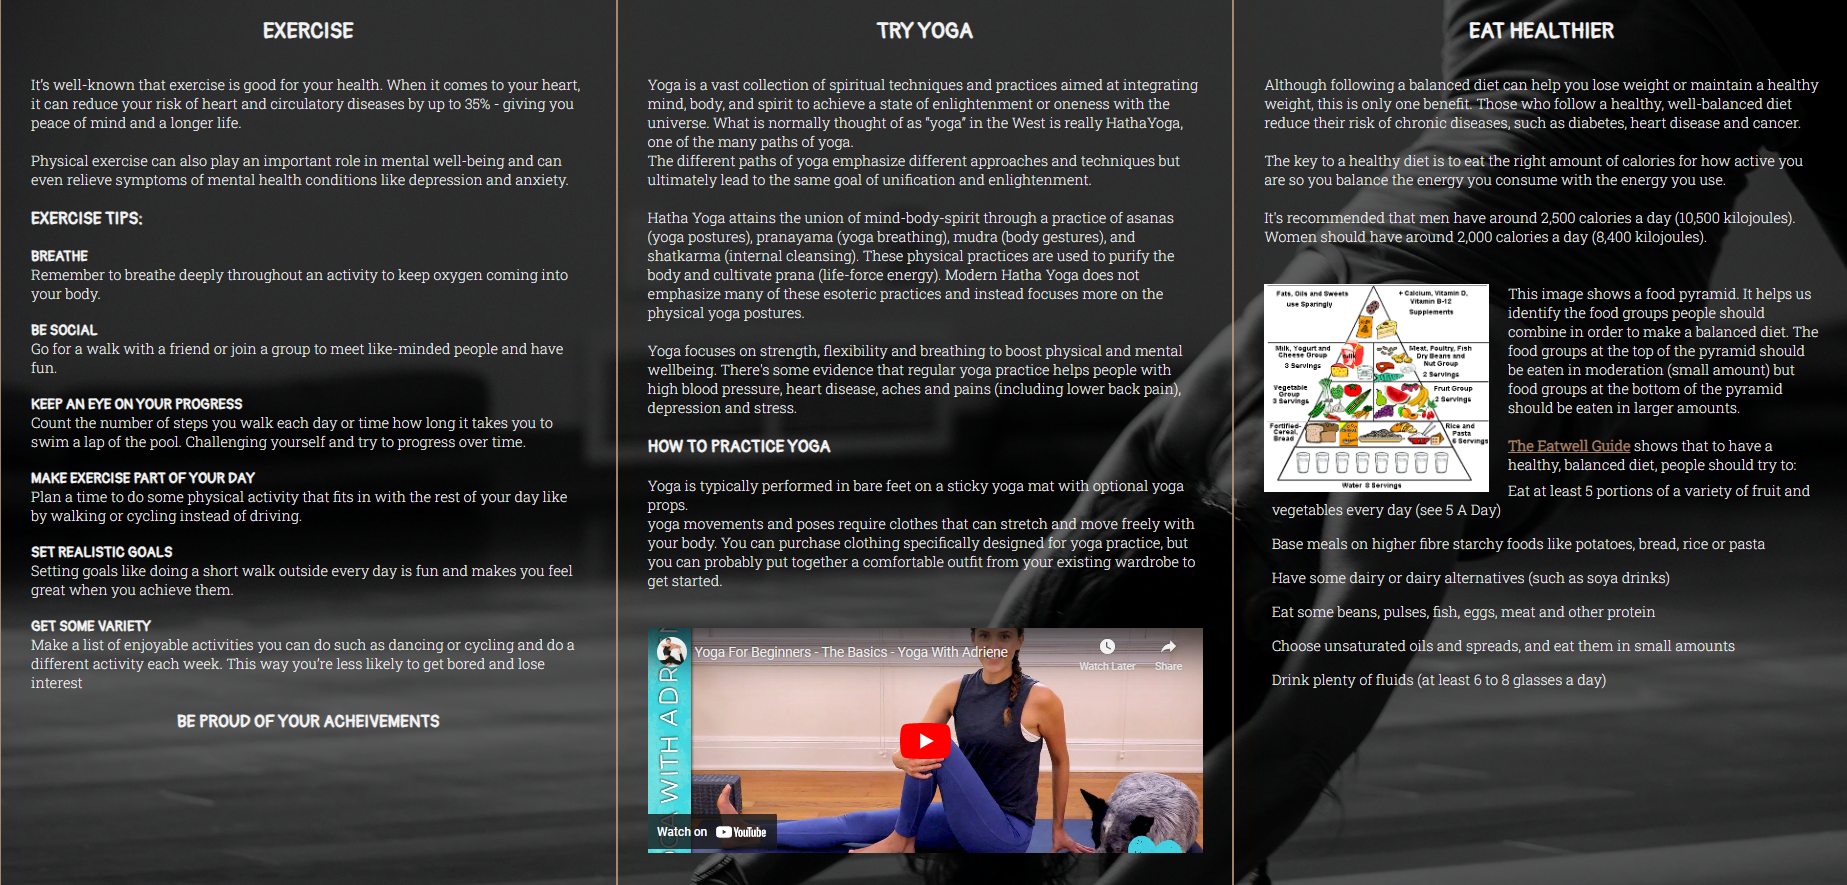 EXERCISE
It's well-known that exercise is good for your health. When it comes to your heart,
it can reduce your risk of heart and circulatory diseases by up to 35% - giving you
peace of mind and a longer life.
Physical exercise can also play an important role in mental well-being and can
even relieve symptoms of mental health conditions like depression and anxiety.
EXERCISE TIPS:
BREATHE
Remember to breathe deeply throughout an activity to keep oxygen coming into
your body.
BE SOCIAL
Go for a walk with a friend or join a group to meet like-minded people and have
fun.
KEEP AN EYE ON YOUR PROGRESS
Count the number of steps you walk each day or time how long it takes you to
swim a lap of the pool. Challenging yourself and try to progress over time.
MAKE EXERCISE PART OF YOUR DAY
Plan a time to do some physical activity that fits in with the rest of your day like
by walking or cycling instead of driving.
SET REALISTIC GOALS
Setting goals like doing a short walk outside every day is fun and makes you feel
great when you achieve them.
GET SOME VARIETY
Make a list of enjoyable activities you can do such as dancing or cycling and do a
different activity each week. This way you're less likely to get bored and lose
interest
BE PROUD OF YOUR ACHEIVEMENTS
TRY YOGA
Yoga is a vast collection of spiritual techniques and practices aimed at integrating
mind, body, and spirit to achieve a state of enlightenment or oneness with the
universe. What is normally thought of as "yoga" in the West is really HathaYoga,
one of the many paths of yoga.
The different paths of yoga emphasize different approaches and techniques but
ultimately lead to the same goal of unification and enlightenment.
Hatha Yoga attains the union of mind-body-spirit through a practice of asanas
(yoga postures), pranayama (yoga breathing), mudra (body gestures), and
shatkarma (internal cleansing). These physical practices are used to purify the
body and cultivate prana (life-force energy). Modern Hatha Yoga does not
emphasize many of these esoteric practices and instead focuses more on the
physical yoga postures.
Yoga focuses on strength, flexibility and breathing to boost physical and mental
wellbeing. There's some evidence that regular yoga practice helps people with
high blood pressure, heart disease, aches and pains (including lower back pain),
depression and stress.
HOW TO PRACTICE YOGA
Yoga is typically performed in bare feet on a sticky yoga mat with optional yoga
props.
yoga movements and poses require clothes that can stretch and move freely with
your body. You can purchase clothing specifically designed for yoga practice, but
you can probably put together a comfortable outfit from your existing wardrobe to
get started.
Yoga For Beginners - The Basics - Yoga With Adriene
Watch Later
Share
WITH ADR
Watch on YouTube
EAT HEALTHIER
Although following a balanced diet can help you lose weight or maintain a healthy
weight, this is only one benefit. Those who follow a healthy, well-balanced diet
reduce their risk of chronic diseases, such as diabetes, heart disease and cancer.
The key to a healthy diet is to eat the right amount of calories for how active you
are so you balance the energy you consume with the energy you use.
It's recommended that men have around 2,500 calories a day (10,500 kilojoules).
Women should have around 2,000 calories a day (8,400 kilojoules).
Fats, Oils and Sweets
use Sparingly
+ Calcium, Vitamin D,
Vitamin B-12
Supplements
Milk, Yogurt and
Cheese Group
3 Servings
milk
Meat, Poultry, Fish
Dry Beans and
Nut Group
2 Servings
Vegetable
Group
3 Servings
Fruit Group
2 Servings
Fortified-
Cereal,
Bread
Rice and
Pasta
6 Servings
Water 8 Servings
This image shows a food pyramid. It helps us
identify the food groups people should
combine in order to make a balanced diet. The
food groups at the top of the pyramid should
be eaten in moderation (small amount) but
food groups at the bottom of the pyramid
should be eaten in larger amounts.
The Eatwell Guide shows that to have a
healthy, balanced diet, people should try to:
Eat at least 5 portions of a variety of fruit and
vegetables every day (see 5 A Day)
Base meals on higher fibre starchy foods like potatoes, bread, rice or pasta
Have some dairy or dairy alternatives (such as soya drinks)
Eat some beans, pulses, fish, eggs, meat and other protein
Choose unsaturated oils and spreads, and eat them in small amounts
Drink plenty of fluids (at least 6 to 8 glasses a day)